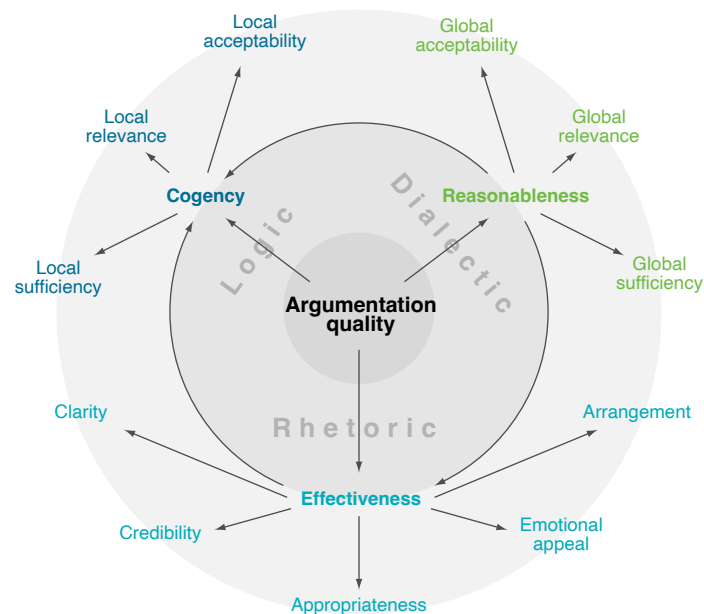 Local
acceptability
Global
acceptability
Local
relevance
Global
relevance
Cogency
Reasonableness
Logic
Dialectic
Local
sufficiency
Global
sufficiency
Argumentation
quality
Clarity
Arrangement
Rhetoric
Effectiveness
Credibility
Emotional
appeal
Appropriateness